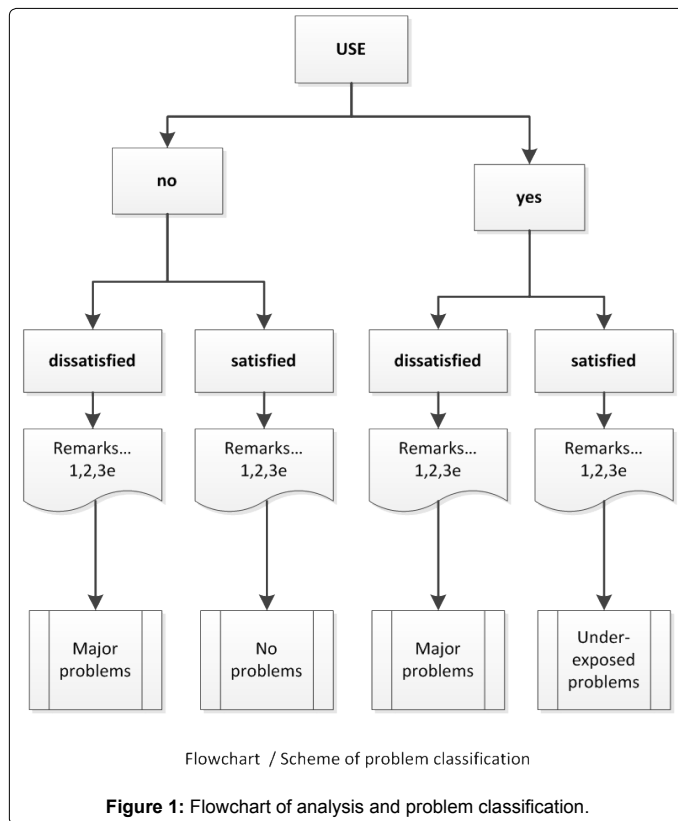 USE
no
yes
dissatisfied
satisfied
dissatisfied
satisfied
Remarks...
1,2,3e
Remarks...
1,2,3e
Remarks...
1,2,3e
Remarks...
1,2,3e
Major
problems
No
problems
Major
problems
Under-
exposed
problems
Flowchart / Scheme of problem classification
Figure 1: Flowchart of analysis and problem classification.